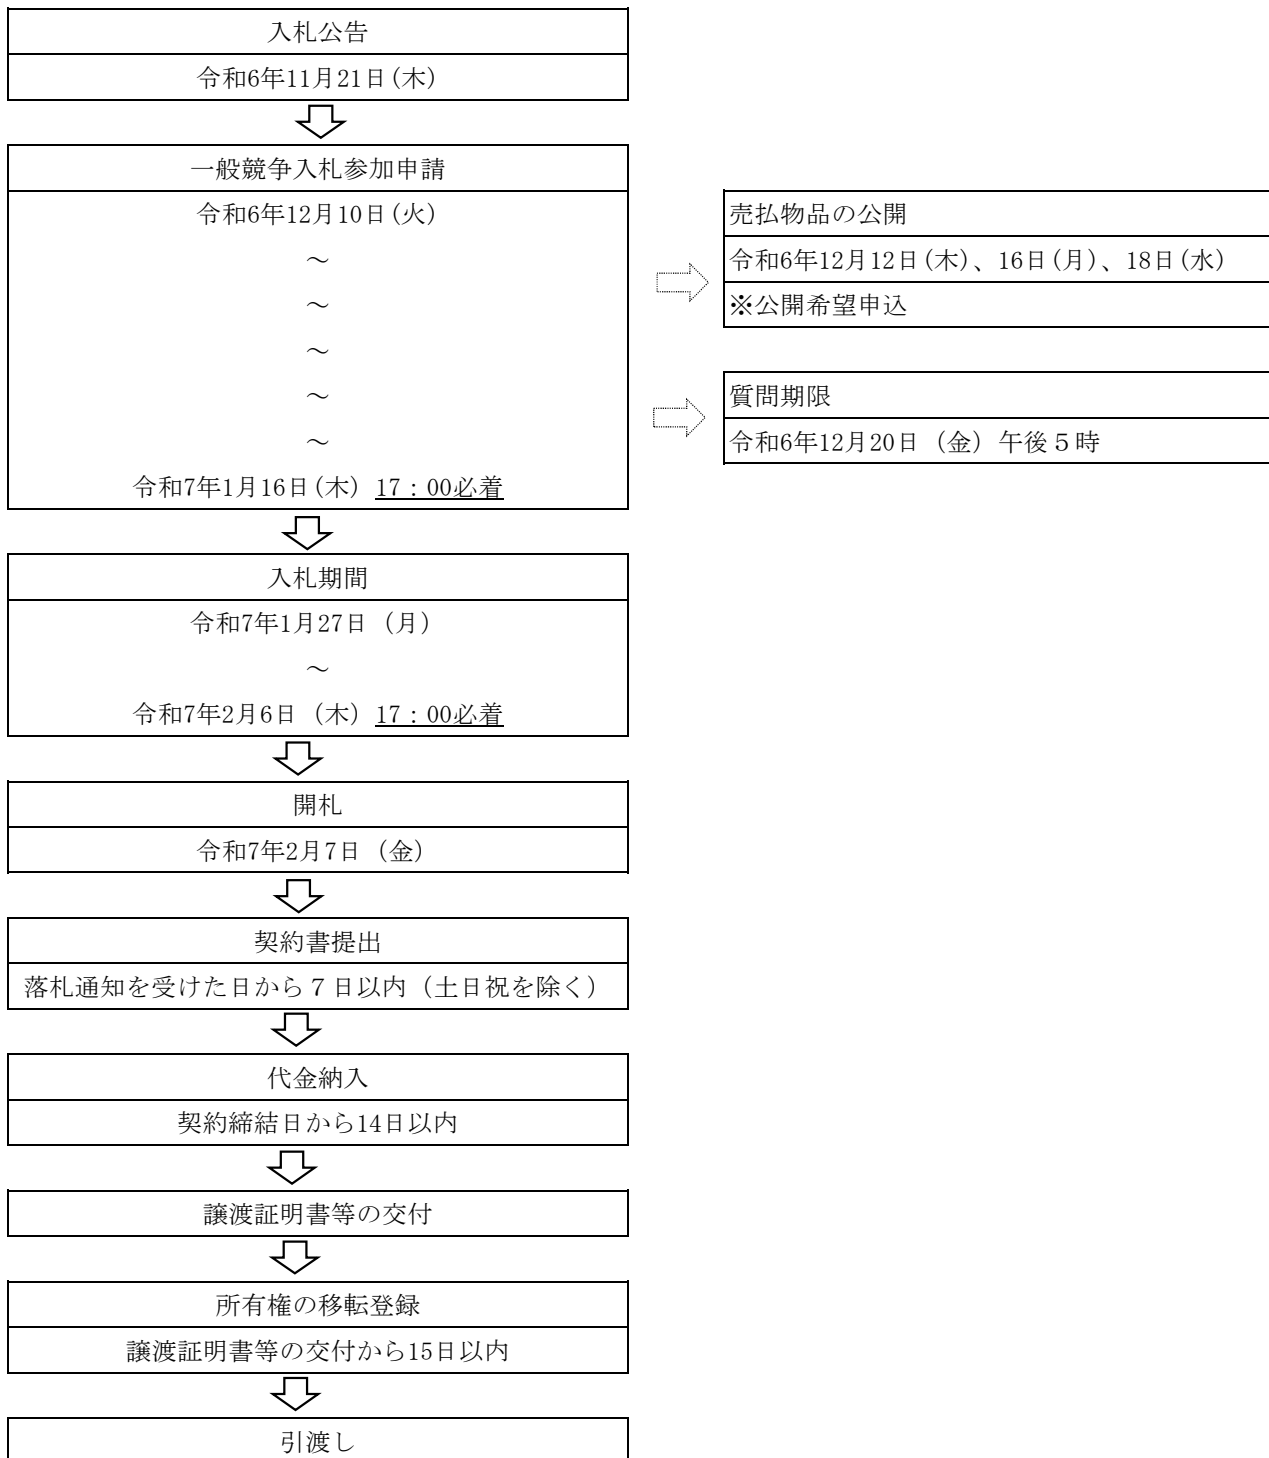 入札公告
令和6年11月21日(木)
一般競争入札参加申請
令和6年12月10日(火)
～
～
～
～
～
令和7年1月16日(木) 17：00必着
売払物品の公開
令和6年12月12日(木)、16日(月)、18日(水)
※公開希望申込
質問期限
令和6年12月20日（金）午後５時
入札期間
令和7年1月27日（月）
～
令和7年2月6日（木）17：00必着
開札
令和7年2月7日（金）
契約書提出
落札通知を受けた日から７日以内（土日祝を除く）
代金納入
契約締結日から14日以内
譲渡証明書等の交付
所有権の移転登録
譲渡証明書等の交付から15日以内
引渡し